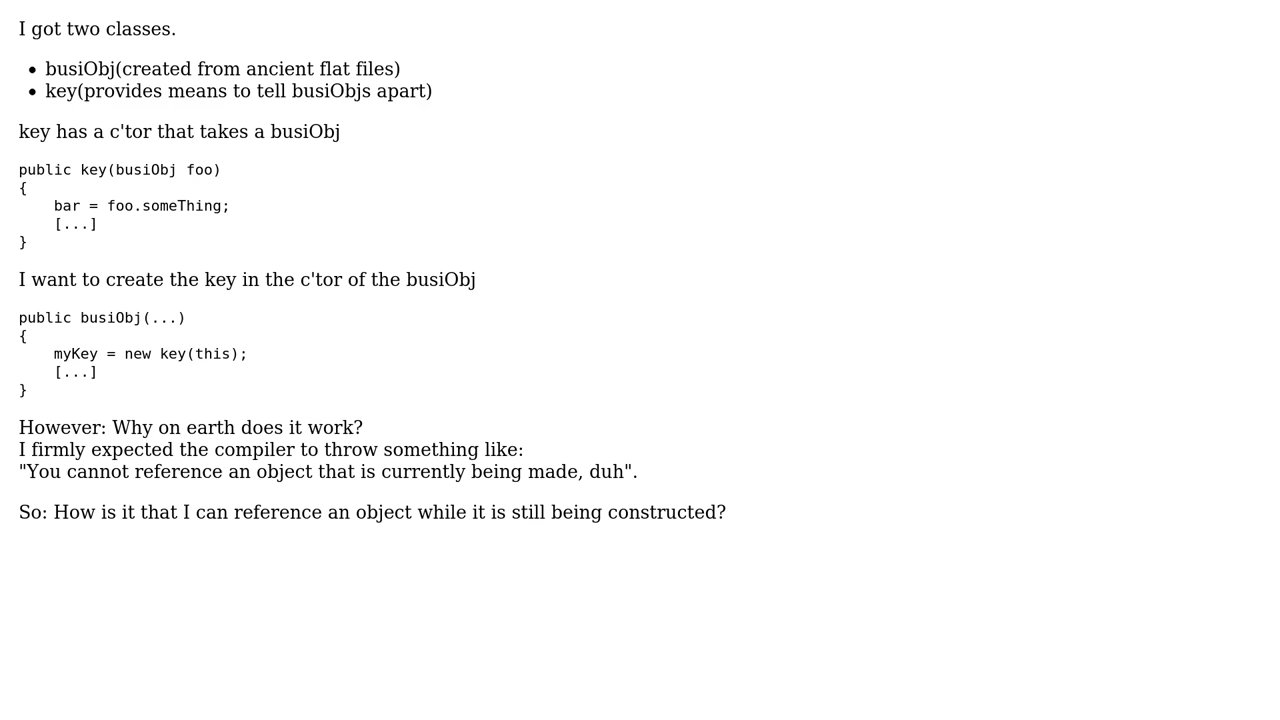 I got two classes.
• busiObj(created from ancient flat files)
• key(provides means to tell busiObjs apart)
key has a c'tor that takes a busiObj
public key(busiObj foo)
{
    bar = foo.someThing;
    [...]
}
I want to create the key in the c'tor of the busiObj
public busiObj(...)
{
    myKey = new key(this);
    [...]
}
However: Why on earth does it work?
I firmly expected the compiler to throw something like:
"You cannot reference an object that is currently being made, duh".
So: How is it that I can reference an object while it is still being constructed?